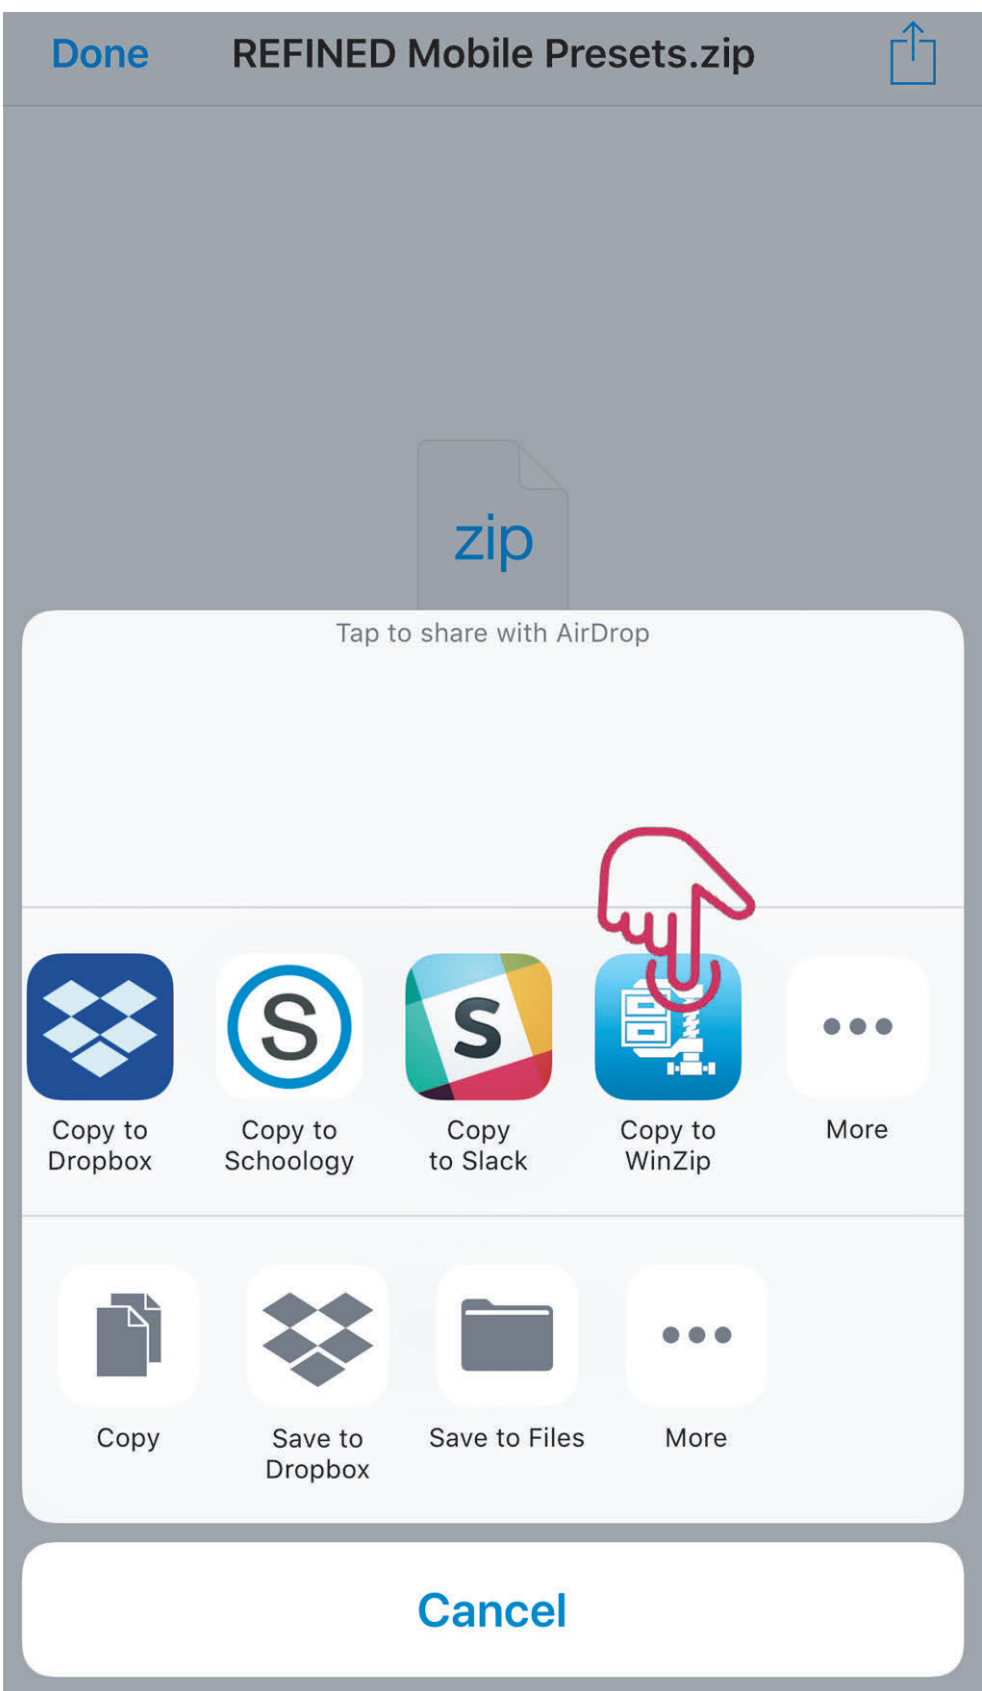 Done REFINED Mobile Presets.zip
zip
Tap to share with AirDrop
S S
Copy to Copy to Copy Copy to More
Dropbox Schoology to Slack WinZip
Copy Save to Save to Files More
Dropbox
Cancel